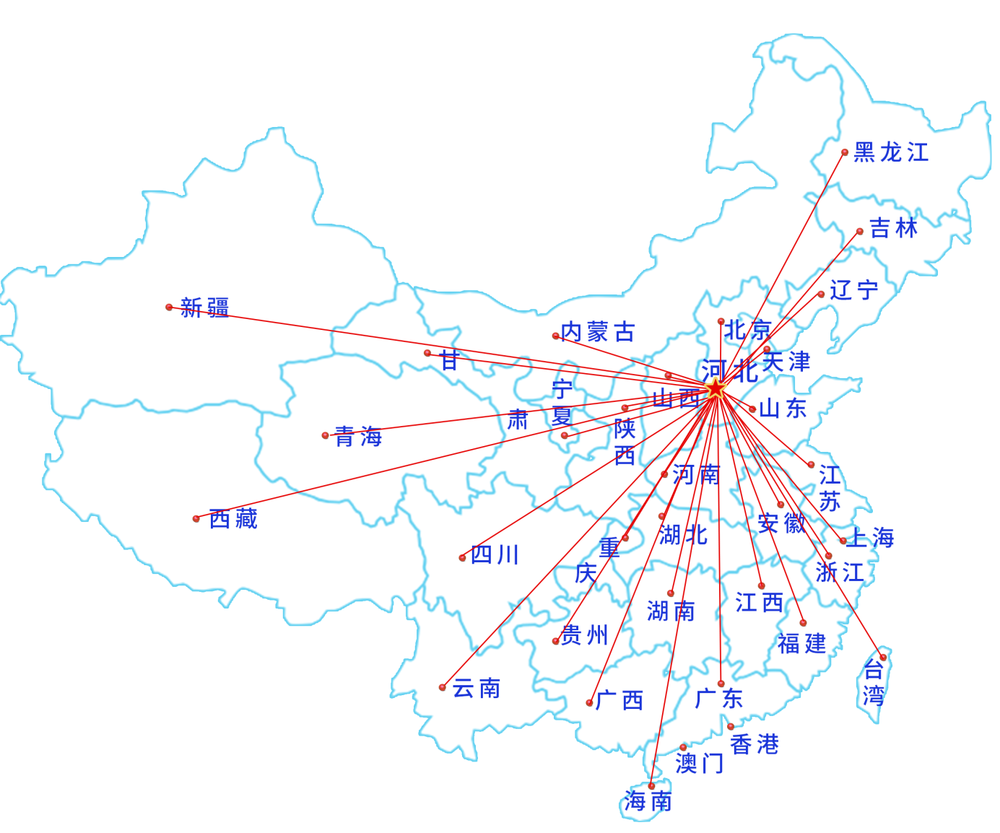 黑龙江
吉林
辽宁
新疆
内蒙古
北京
甘
肃
天津
河北
宁
夏
山西
山东
陕
西
青海
河南
江
苏
西藏
安徽
湖北
上海
四川
重
庆
浙江
江西
湖南
贵州
福建
台
湾
云南
广西
广东
香港
澳门
海南